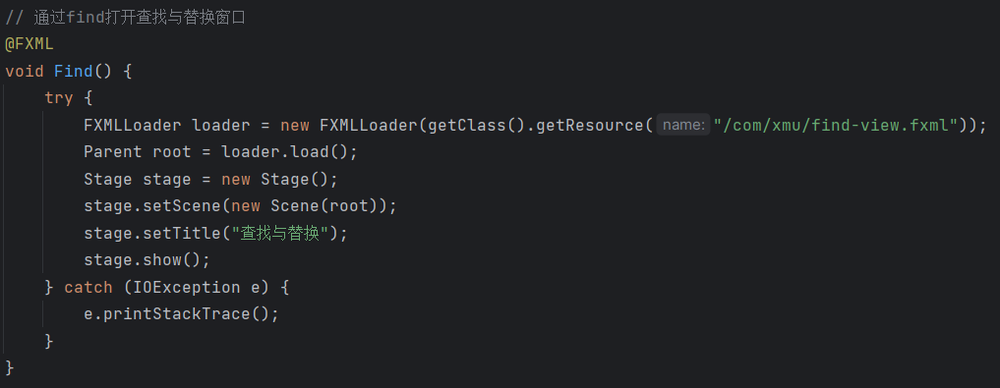 // 通过find打开查找与替换窗口
@FXML
void Find() {
    try {
        FXMLLoader loader = new FXMLLoader(getClass().getResource( name: "/com/xmu/find-view.fxml"));
        Parent root = loader.load();
        Stage stage = new Stage();
        stage.setScene(new Scene(root));
        stage.setTitle("查找与替换");
        stage.show();
    } catch (IOException e) {
        e.printStackTrace();
    }
}